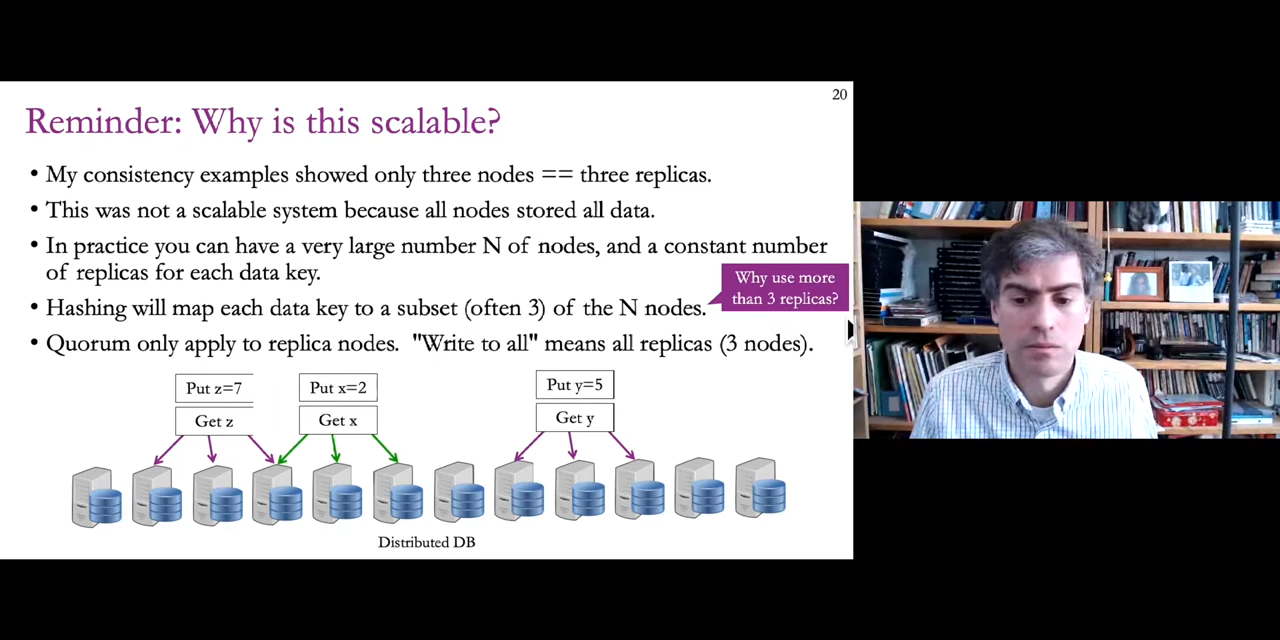 20
Reminder: Why is this scalable?
• My consistency examples showed only three nodes == three replicas.
• This was not a scalable system because all nodes stored all data.
• In practice you can have a very large number N of nodes, and a constant number
of replicas for each data key.
Why use more
than 3 replicas?
• Hashing will map each data key to a subset (often 3) of the N nodes.
• Quorum only apply to replica nodes. "Write to all" means all replicas (3 nodes).
Put z=7
Get z
Put x=2
Get x
Put y=5
Get y
Distributed DB